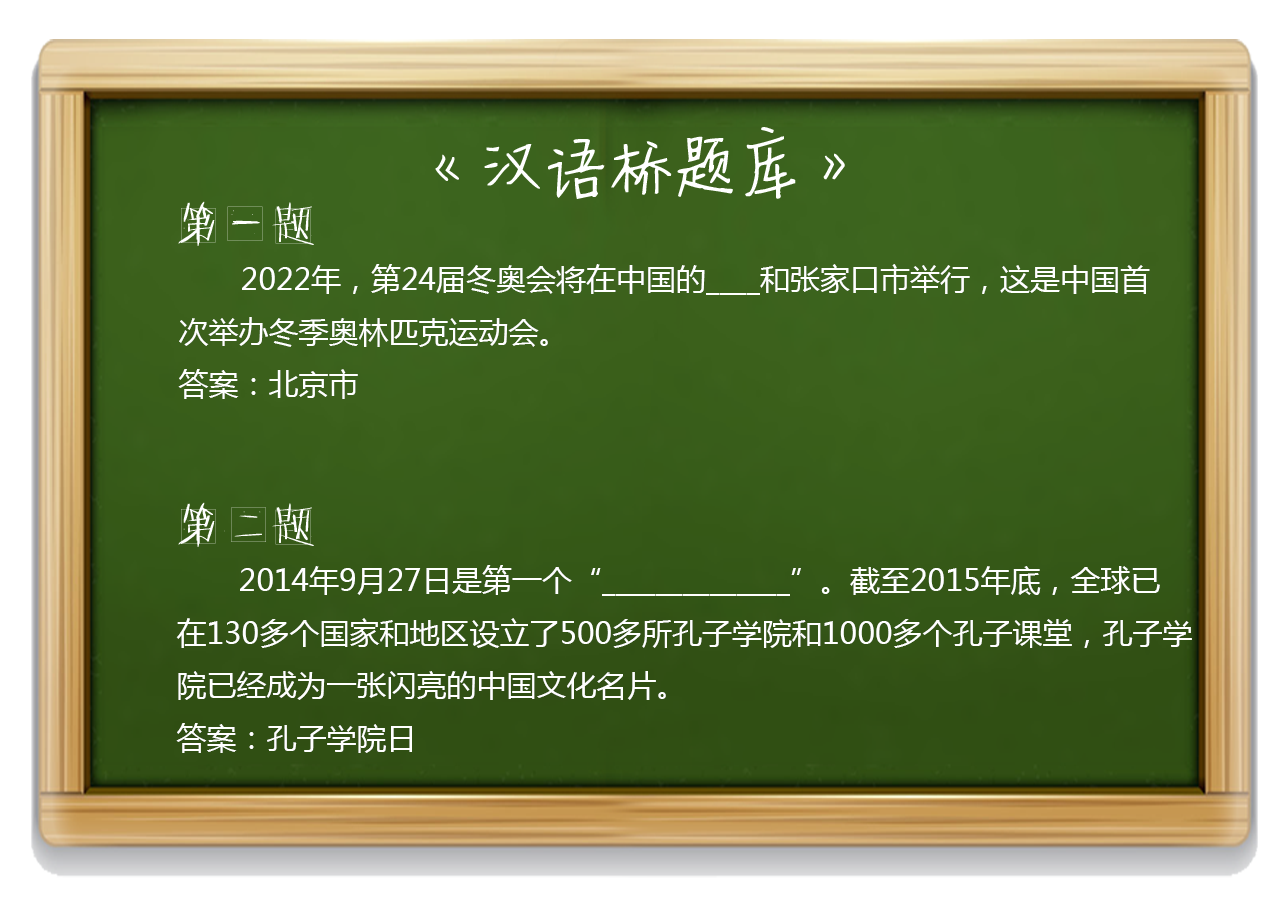 《汉语桥题库》
第一题
2022年，第24届冬奥会将在中国的____和张家口市举行，这是中国首
次举办冬季奥林匹克运动会。
答案：北京市
第二题
2014年9月27日是第一个“______________”。截至2015年底，全球已
在130多个国家和地区设立了500多所孔子学院和1000多个孔子课堂，孔子学
院已经成为一张闪亮的中国文化名片。
答案：孔子学院日